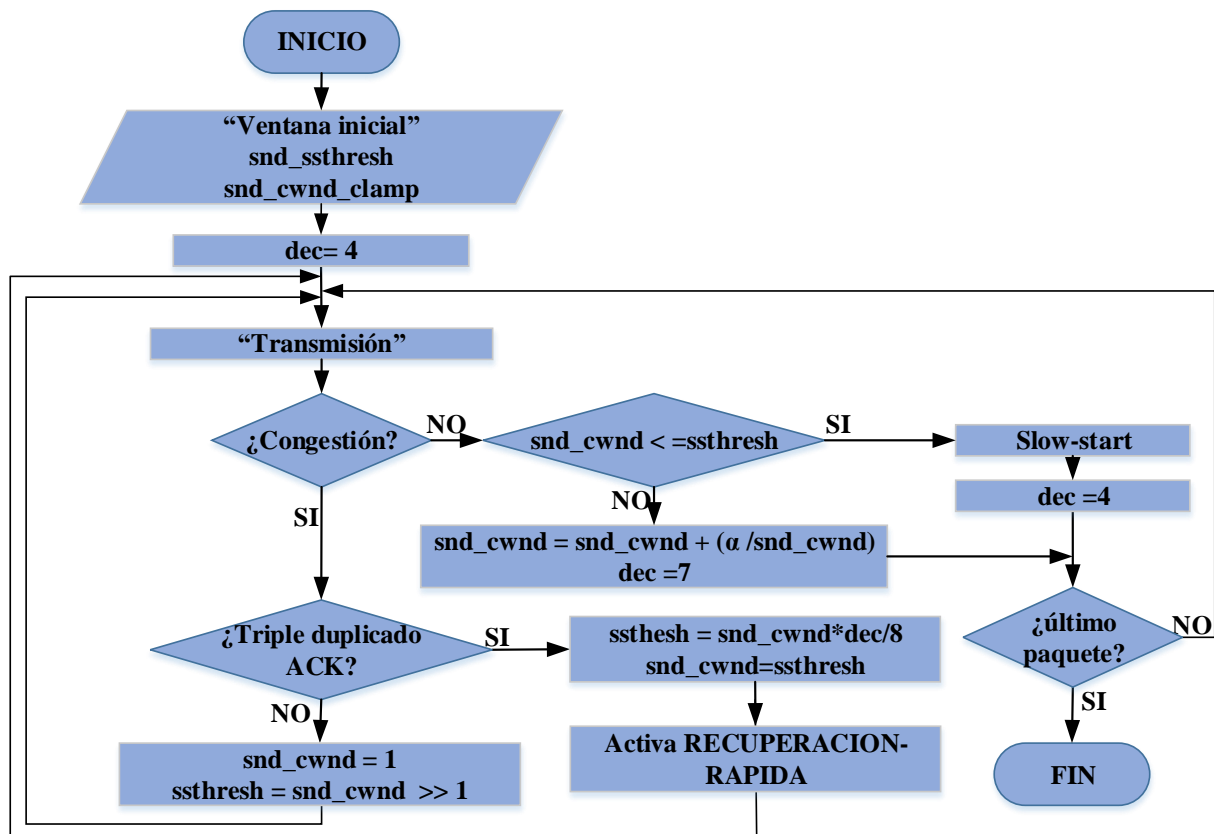 INICIO
“Ventana inicial”
snd_ssthresh
snd_cwnd_clamp
dec= 4
“Transmisión”
¿Congestión?
NO
snd_cwnd < =ssthresh
SI
Slow-start
dec =4
SI
NO
snd_cwnd = snd_cwnd + (α /snd_cwnd)
dec =7
¿Triple duplicado
ACK?
SI
ssthesh = snd_cwnd*dec/8
snd_cwnd=ssthresh
¿último
paquete?
NO
NO
SI
snd_cwnd = 1
ssthresh = snd_cwnd >> 1
Activa RECUPERACION-
RAPIDA
FIN